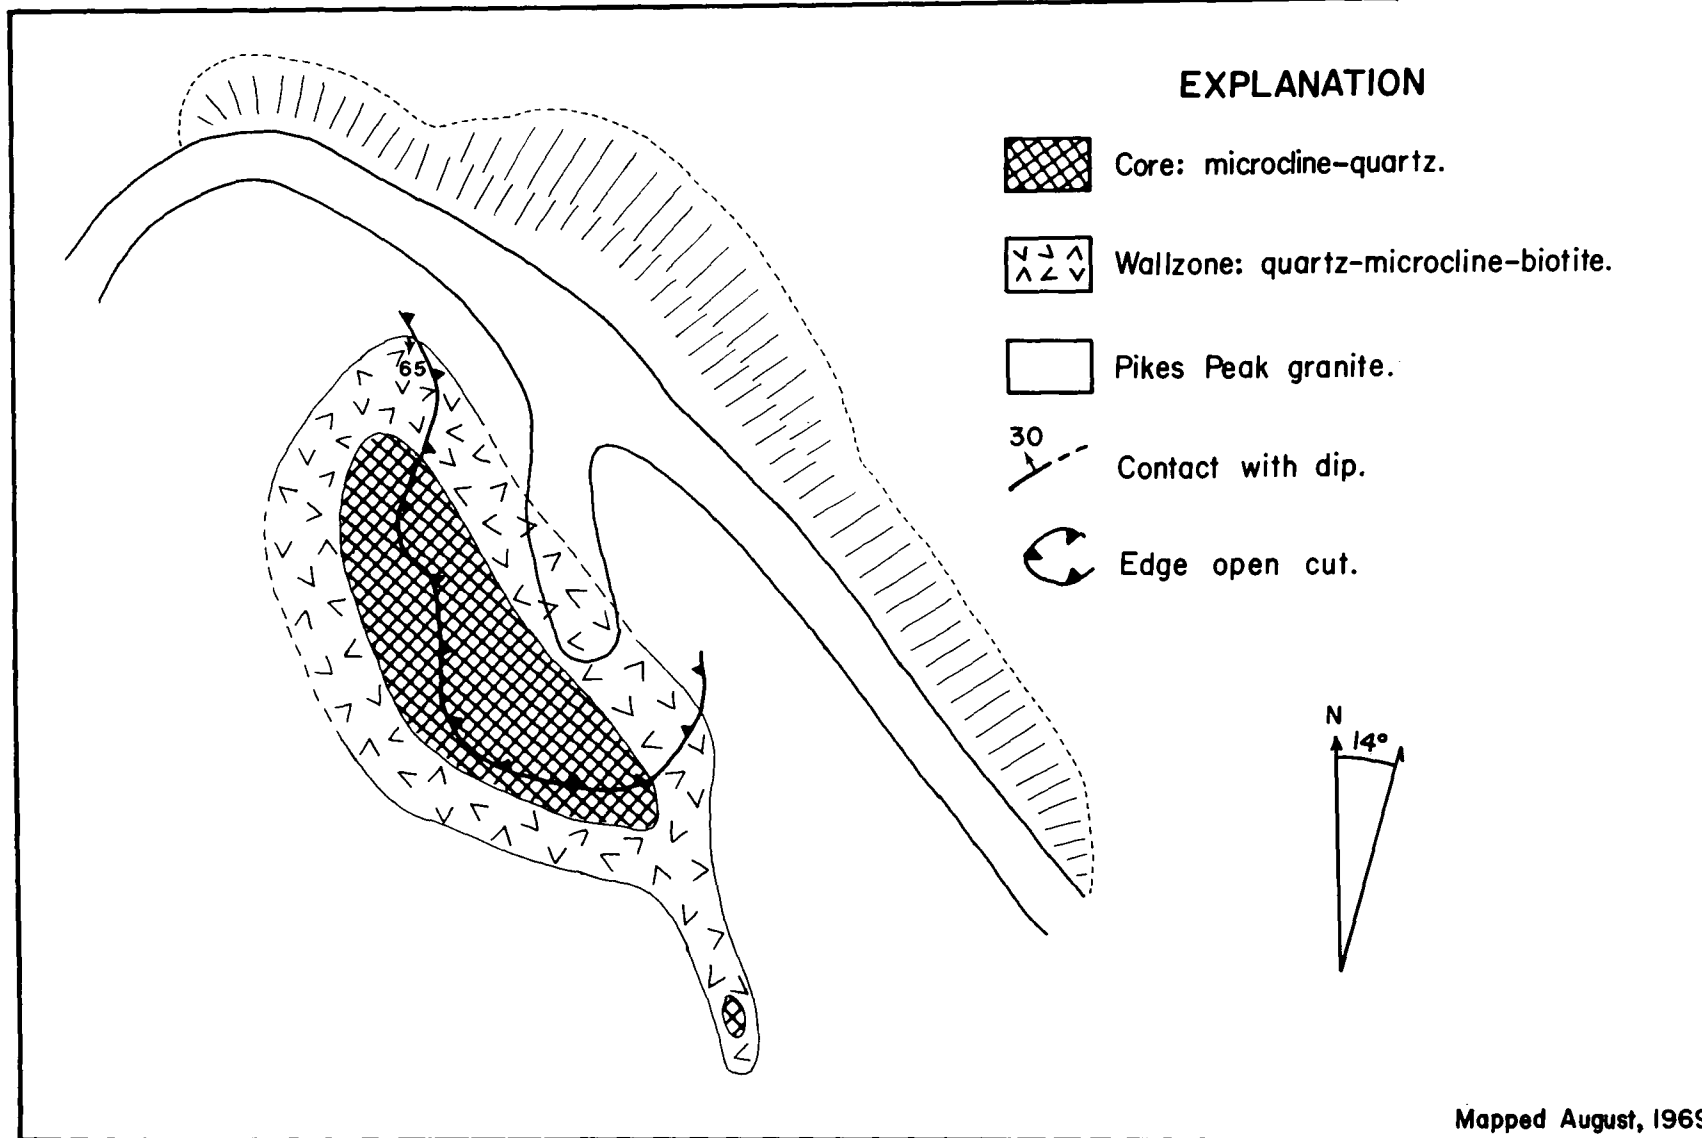 EXPLANATION
Core: microcline-quartz.
Wallzone: quartz-microcline-biotite.
Pikes Peak granite.
30
Contact with dip.
Edge open cut.
65
N
14°
Mapped August, 1969